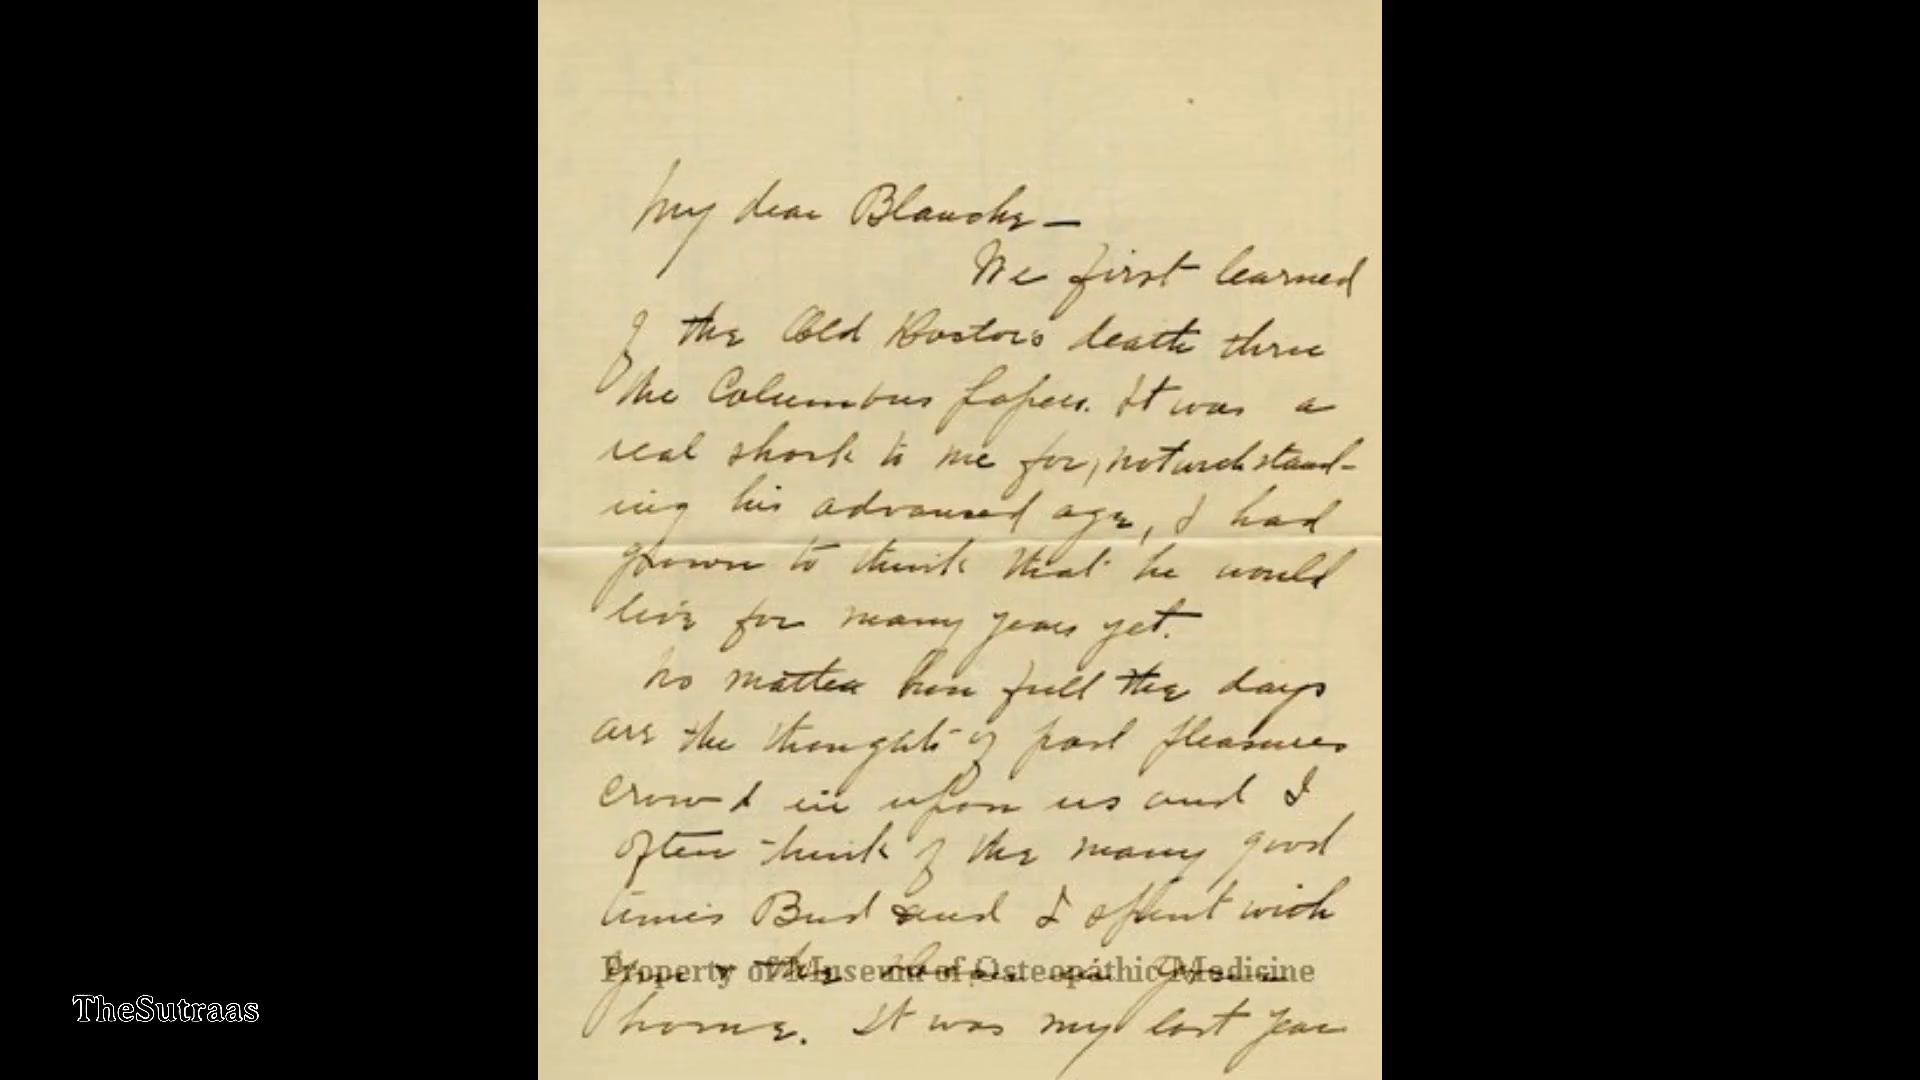 My dear Blanche —
We first learned
of the Old Doctor's death thru
the Columbus papers. It was a
real shock to me for, notwithstand-
ing his advanced age, I had
grown to think that he would
live for many years yet.
No matter how full the days
are the thoughts of past pleasures
crowd in upon us and I
often think of the many good
times Bud and I spent with
you
Property of Museum of Osteopathic Medicine
home. It was my last year
TheSutraas